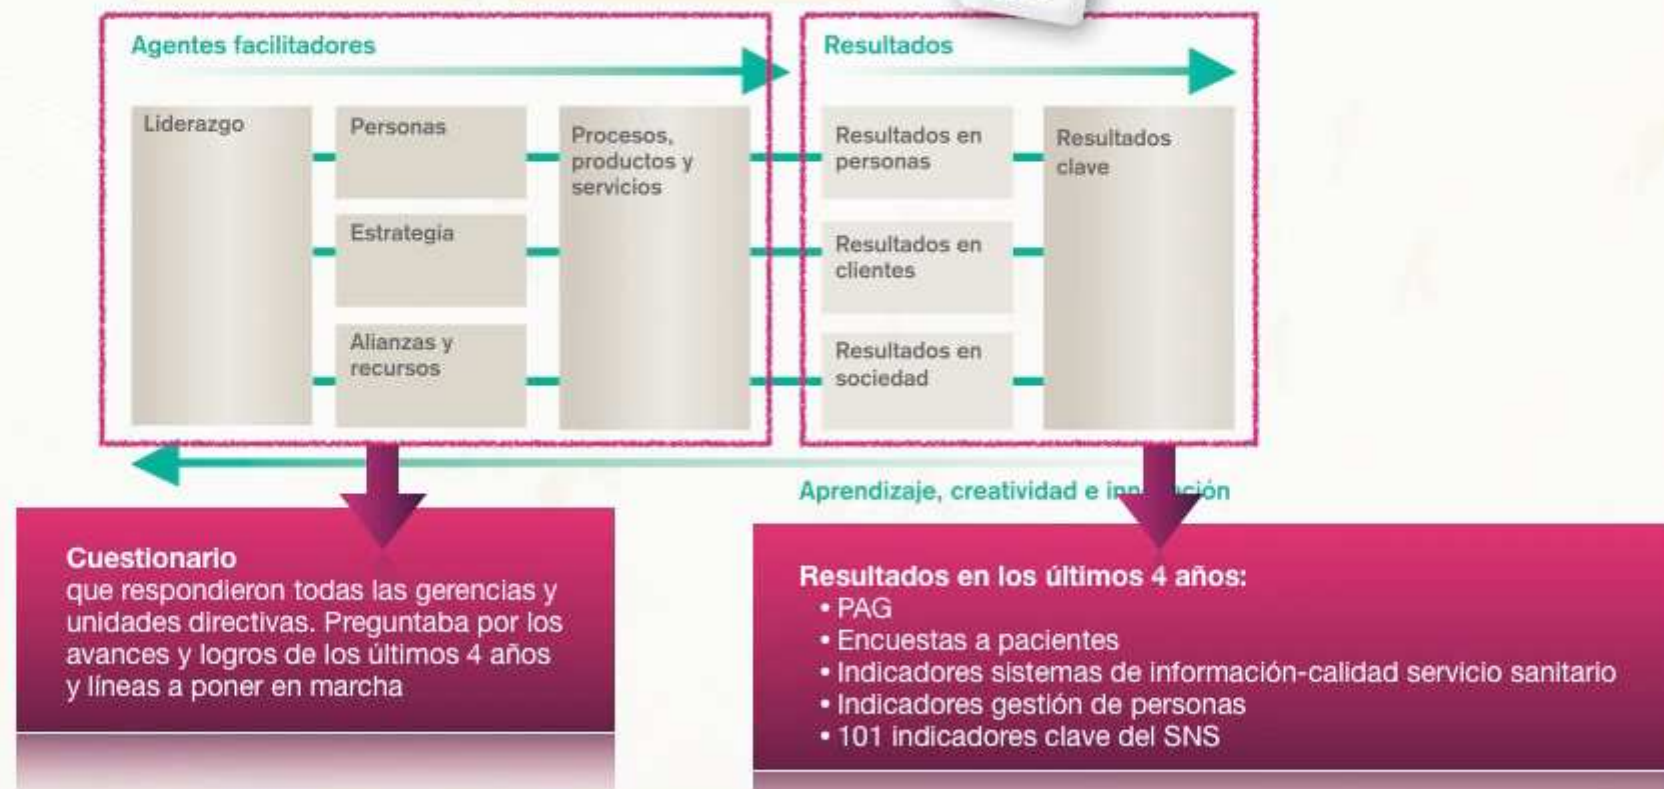 Agentes facilitadores
Resultados
Liderazgo
Personas
Estrategia
Alianzas y
recursos
Procesos,
productos y
servicios
Resultados en
personas
Resultados en
clientes
Resultados en
sociedad
Resultados
clave
Aprendizaje, creatividad e
Cuestionario
que respondieron todas las gerencias y
unidades directivas. Preguntaba por los
avances y logros de los últimos 4 años
y líneas a poner en marcha
Resultados en los últimos 4 años:
• PAG
• Encuestas a pacientes
• Indicadores sistemas de información-calidad servicio sanitario
• Indicadores gestión de personas
• 101 indicadores clave del SNS